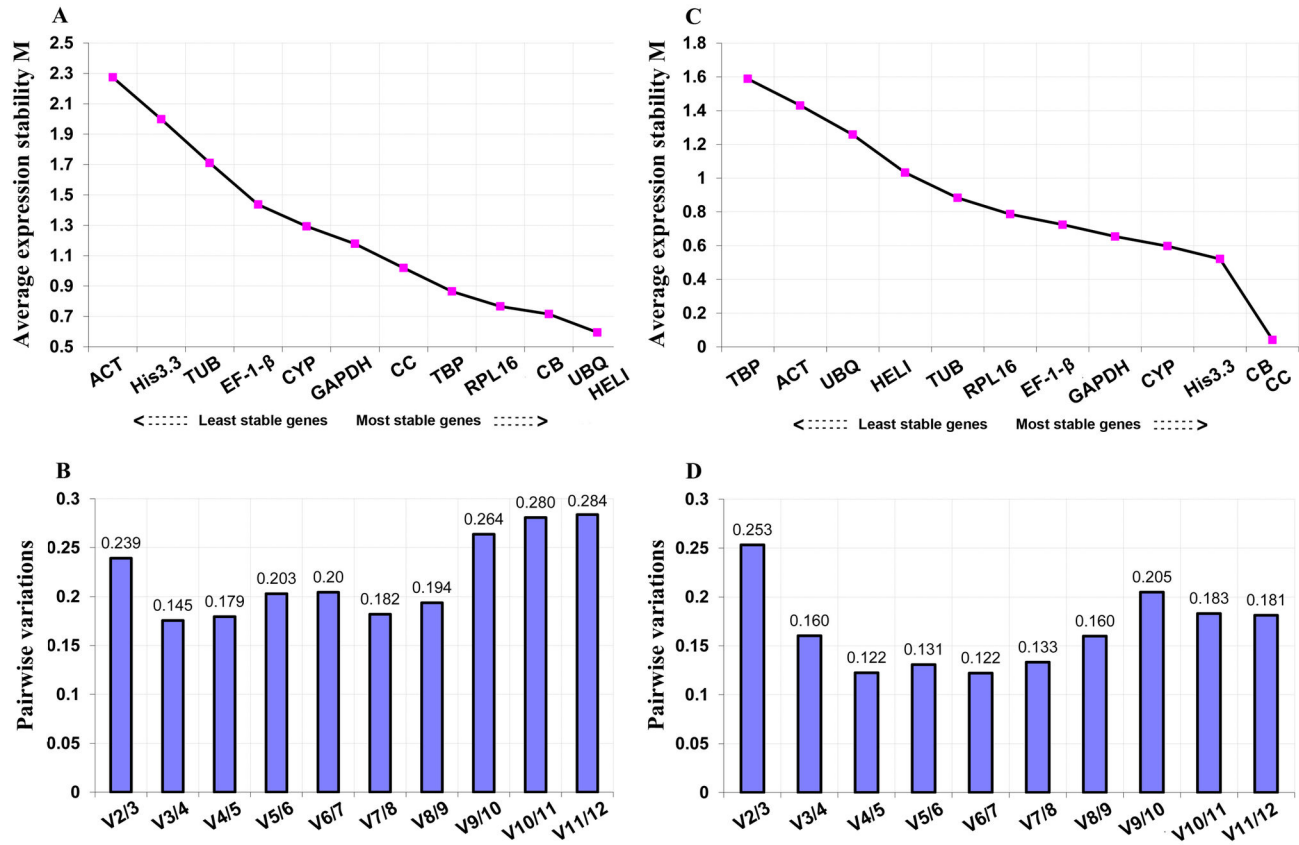 A
Average expression stability M
2.5
2.3
2.1
1.9
1.7
1.5
1.3
1.1
0.9
0.7
0.5
ACT
His3.3
TUB
EF-1-β
CYP
GAPDH
CC
TBP
RPL16
CB
UBQ
HELI
Least stable genes
Most stable genes
C
Average expression stability M
1.8
1.6
1.4
1.2
1
0.8
0.6
0.4
0.2
0
TBP
ACT
UBQ
HELI
TUB
RPL16
EF-1-β
GAPDH
CYP
His3.3
CB
CC
Least stable genes
Most stable genes
B
Pairwise variations
0.3
0.25
0.2
0.15
0.1
0.05
0
0.239
0.145
0.179
0.203
0.20
0.182
0.194
0.264
0.280
0.284
V2/3
V3/4
V4/5
V5/6
V6/7
V7/8
V8/9
V9/10
V10/11
V11/12
D
Pairwise variations
0.3
0.25
0.2
0.15
0.1
0.05
0
0.253
0.160
0.122
0.131
0.122
0.133
0.160
0.205
0.183
0.181
V2/3
V3/4
V4/5
V5/6
V6/7
V7/8
V8/9
V9/10
V10/11
V11/12